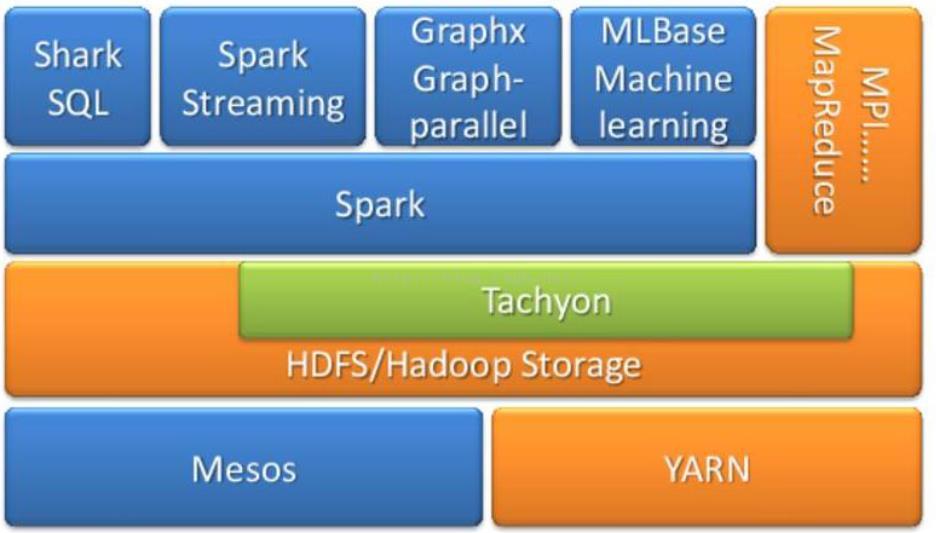 Shark
SQL
Spark
Streaming
Graphx
Graph-
parallel
MLBase
Machine
learning
MPI......
MapReduce
Spark
Tachyon
HDFS/Hadoop Storage
Mesos
YARN